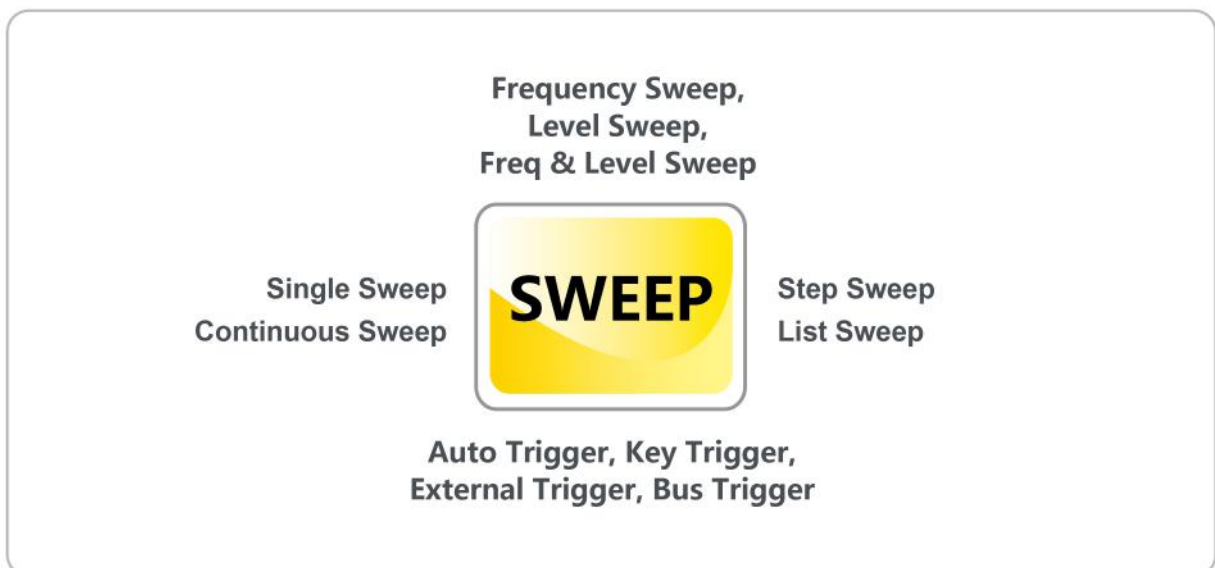 Frequency Sweep,
Level Sweep,
Freq & Level Sweep
Single Sweep
Continuous Sweep
SWEEP
Step Sweep
List Sweep
Auto Trigger, Key Trigger,
External Trigger, Bus Trigger